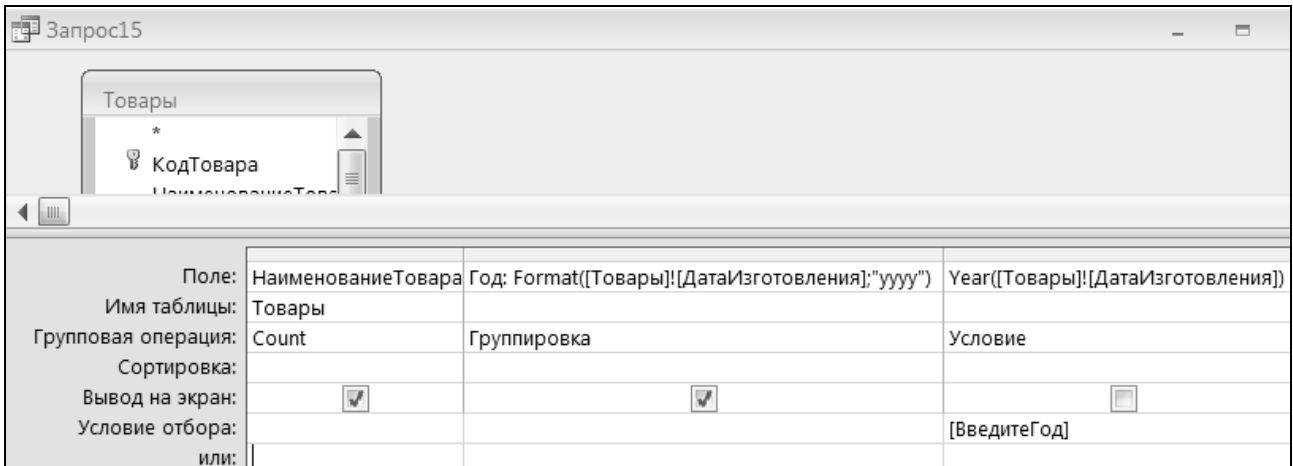 Запрос15
Товары
*
КодТовара
НаименованиеТова
Поле: НаименованиеТовара Год: Format([Товары]![ДатаИзготовления];"yyyy") Year([Товары]![ДатаИзготовления])
Имя таблицы: Товары
Групповая операция: Count Группировка Условие
Сортировка:
Вывод на экран:
Условие отбора: [ВведитеГод]
или: